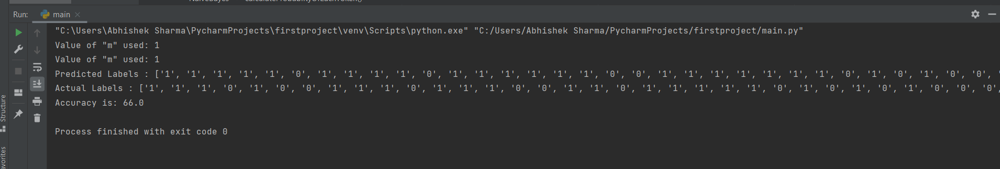 Run: main
"C:\Users\Abhishek Sharma\PycharmProjects\firstproject\venv\Scripts\python.exe" "C:/Users/Abhishek Sharma/PycharmProjects/firstproject/main.py"
Value of "m" used: 1
Value of "m" used: 1
Predicted Labels : ['1', '1', '1', '1', '1', '0', '1', '1', '1', '1', '0', '1', '1', '1', '1', '1', '1', '0', '0', '1', '1', '1', '1', '1', '1', '1', '0', '1', '0', '1', '0', '0', '
Actual Labels : ['1', '1', '1', '0', '1', '0', '0', '1', '1', '1', '0', '1', '1', '1', '0', '0', '1', '1', '0', '1', '1', '1', '1', '1', '0', '1', '0', '1', '0', '1', '0', '0', '0',
Accuracy is: 66.0
Process finished with exit code 0
Structure